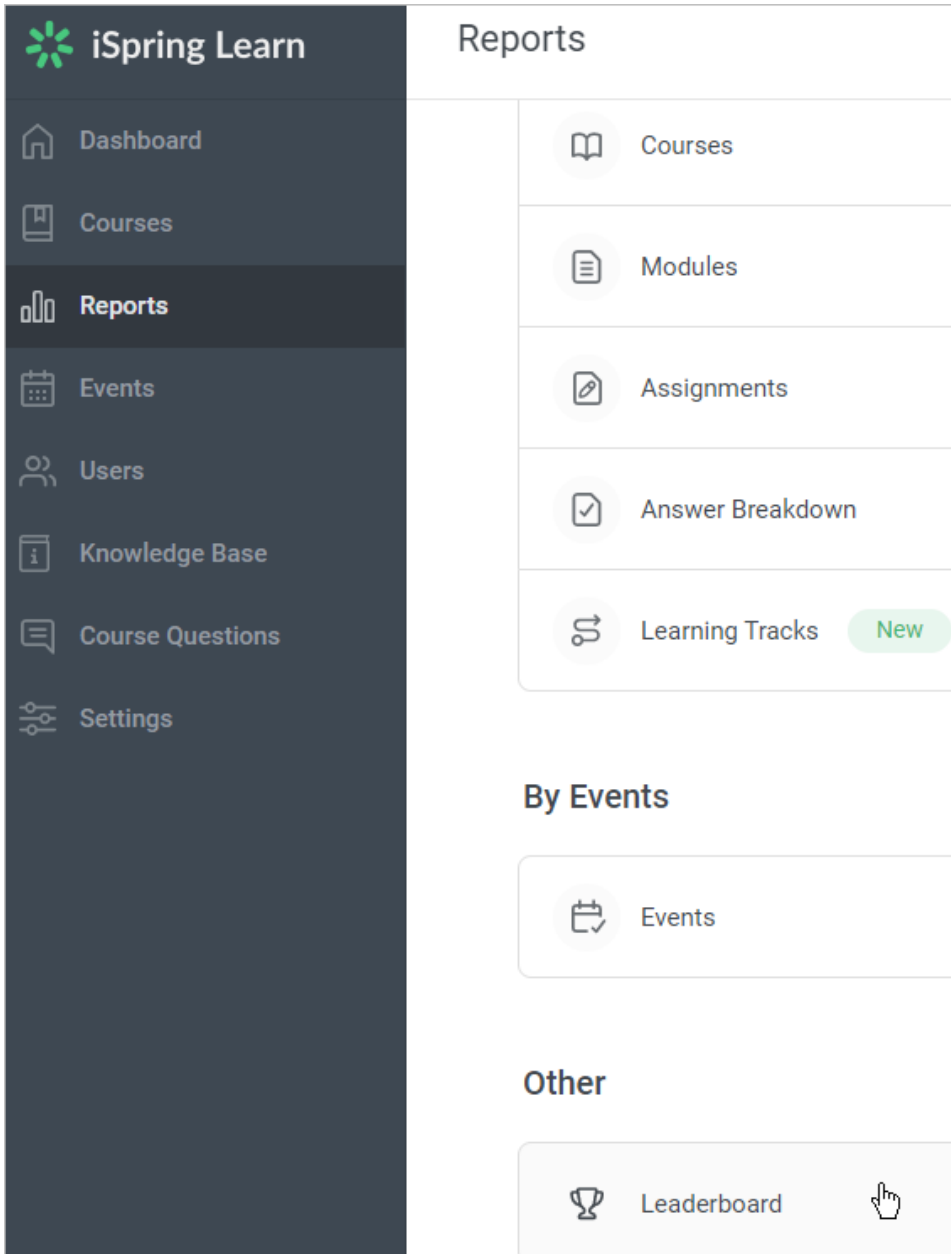 iSpring Learn
Dashboard
Courses
Reports
Events
Users
Knowledge Base
Course Questions
Settings
Reports
Courses
Modules
Assignments
Answer Breakdown
Learning Tracks New
By Events
Events
Other
Leaderboard